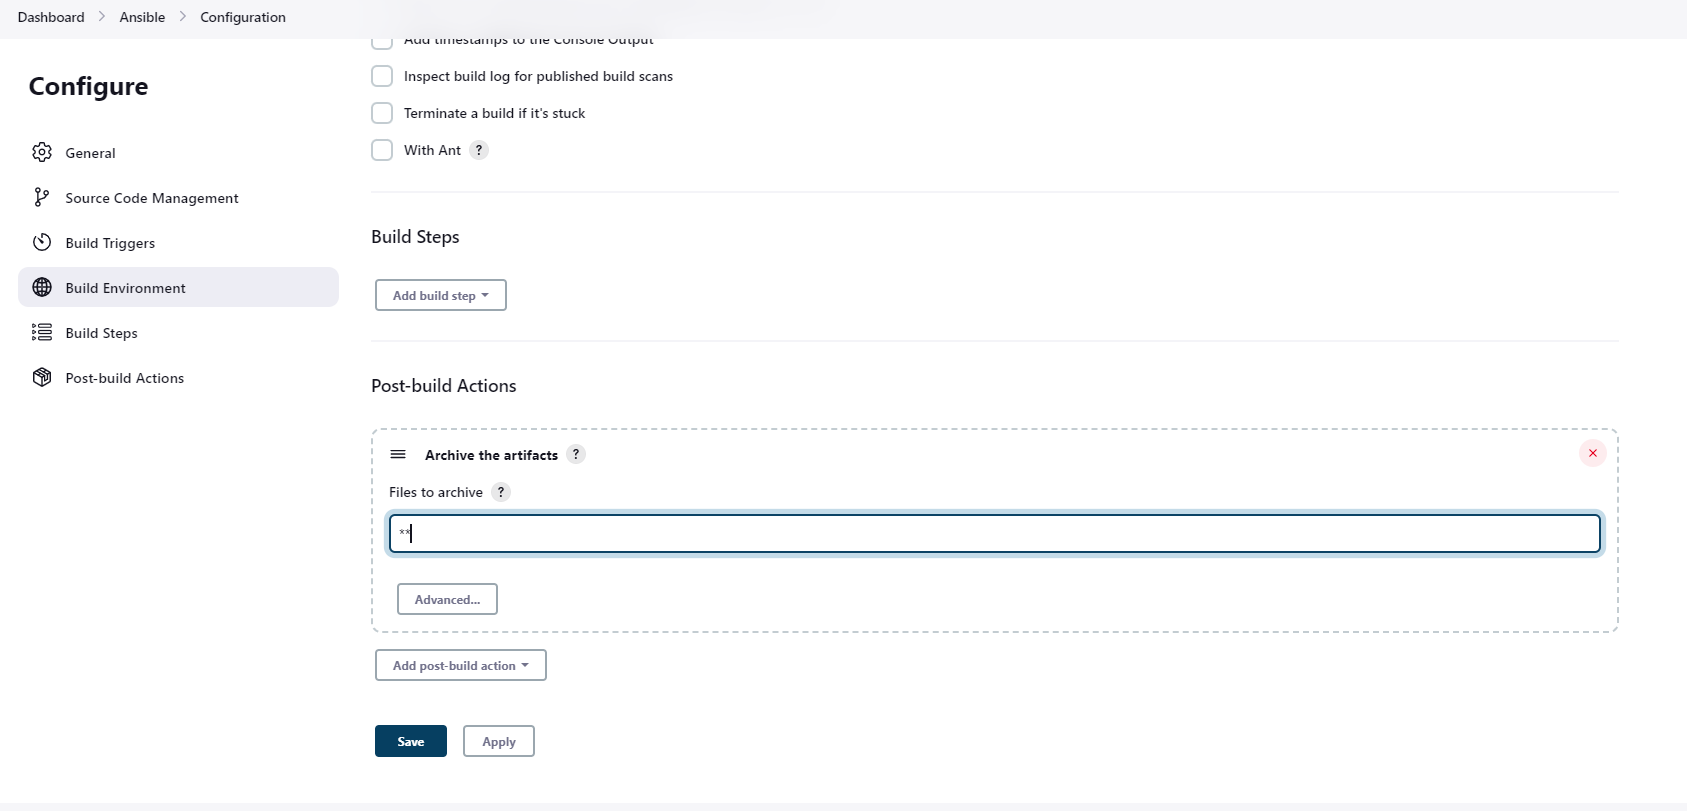 Dashboard > Ansible > Configuration
Configure
General
Source Code Management
Build Triggers
Build Environment
Build Steps
Post-build Actions
Add timestamps to the Console Output
Inspect build log for published build scans
Terminate a build if it's stuck
With Ant ?
Build Steps
Add build step
Post-build Actions
Archive the artifacts ?
Files to archive ?
**
Advanced...
Add post-build action
Save Apply